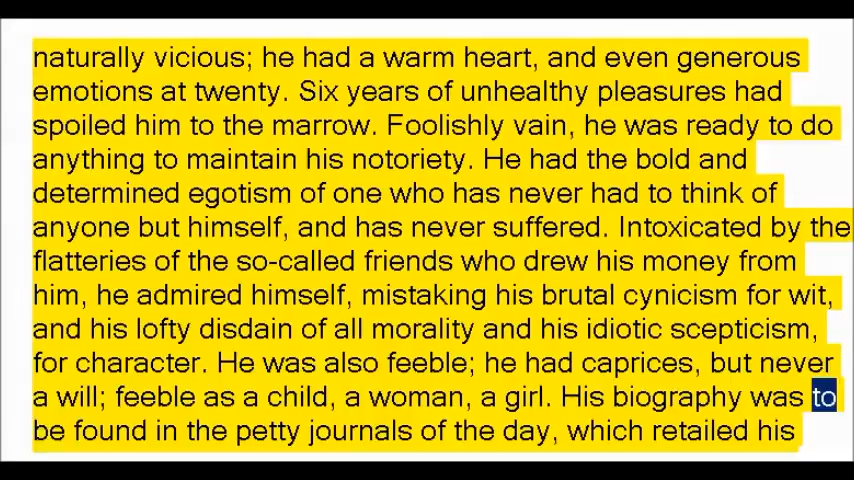 naturally vicious; he had a warm heart, and even generous
emotions at twenty. Six years of unhealthy pleasures had
spoiled him to the marrow. Foolishly vain, he was ready to do
anything to maintain his notoriety. He had the bold and
determined egotism of one who has never had to think of
anyone but himself, and has never suffered. Intoxicated by the
flatteries of the so-called friends who drew his money from
him, he admired himself, mistaking his brutal cynicism for wit,
and his lofty disdain of all morality and his idiotic scepticism,
for character. He was also feeble; he had caprices, but never
a will; feeble as a child, a woman, a girl. His biography was to
be found in the petty journals of the day, which retailed his